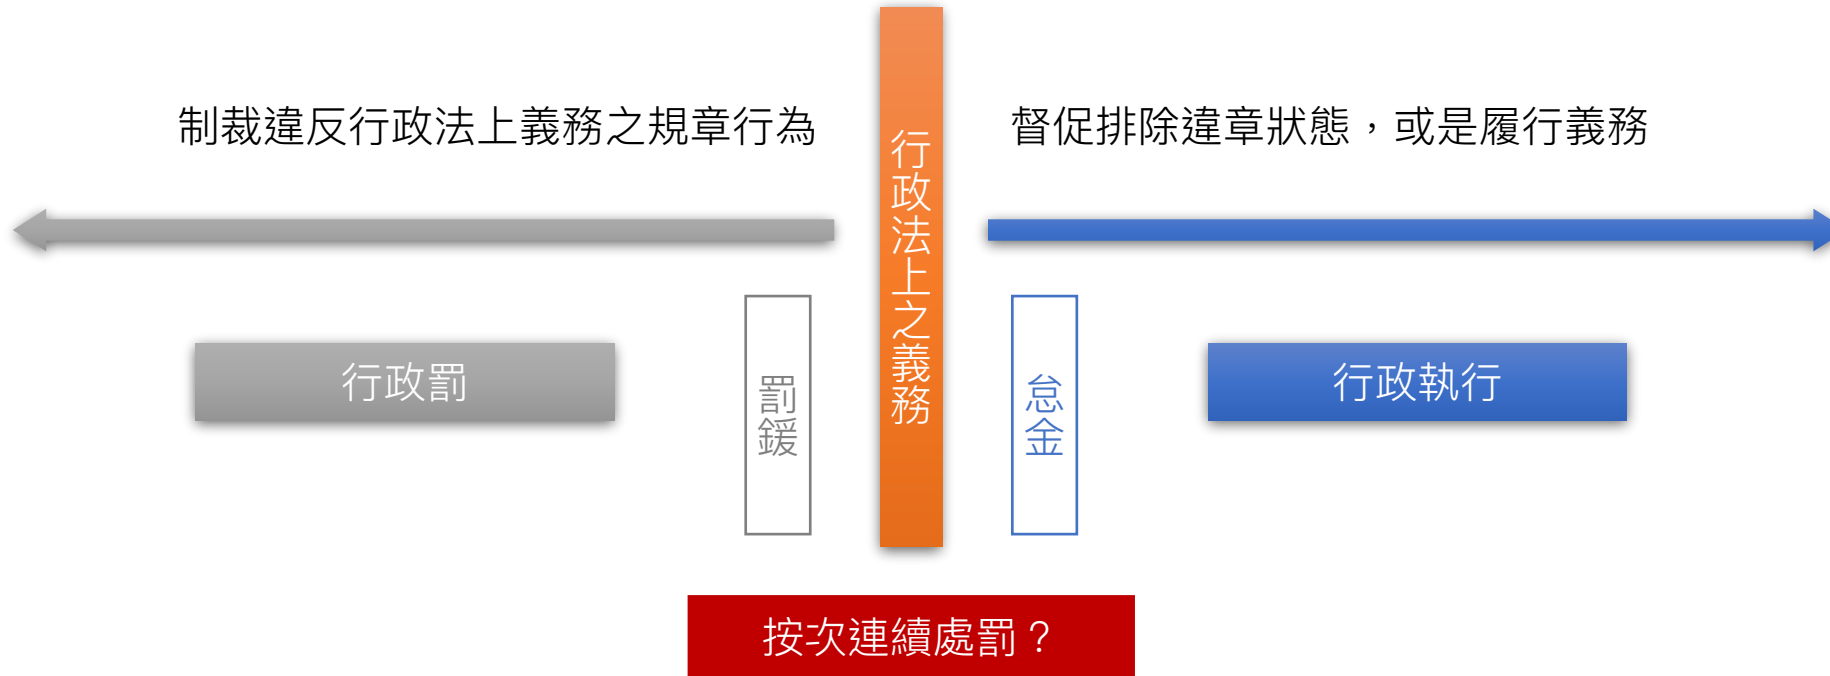 制裁違反行政法上義務之規章行為
行政法上之義務
督促排除違章狀態，或是履行義務
行政罰
罰鍰
怠金
行政執行
按次連續處罰？